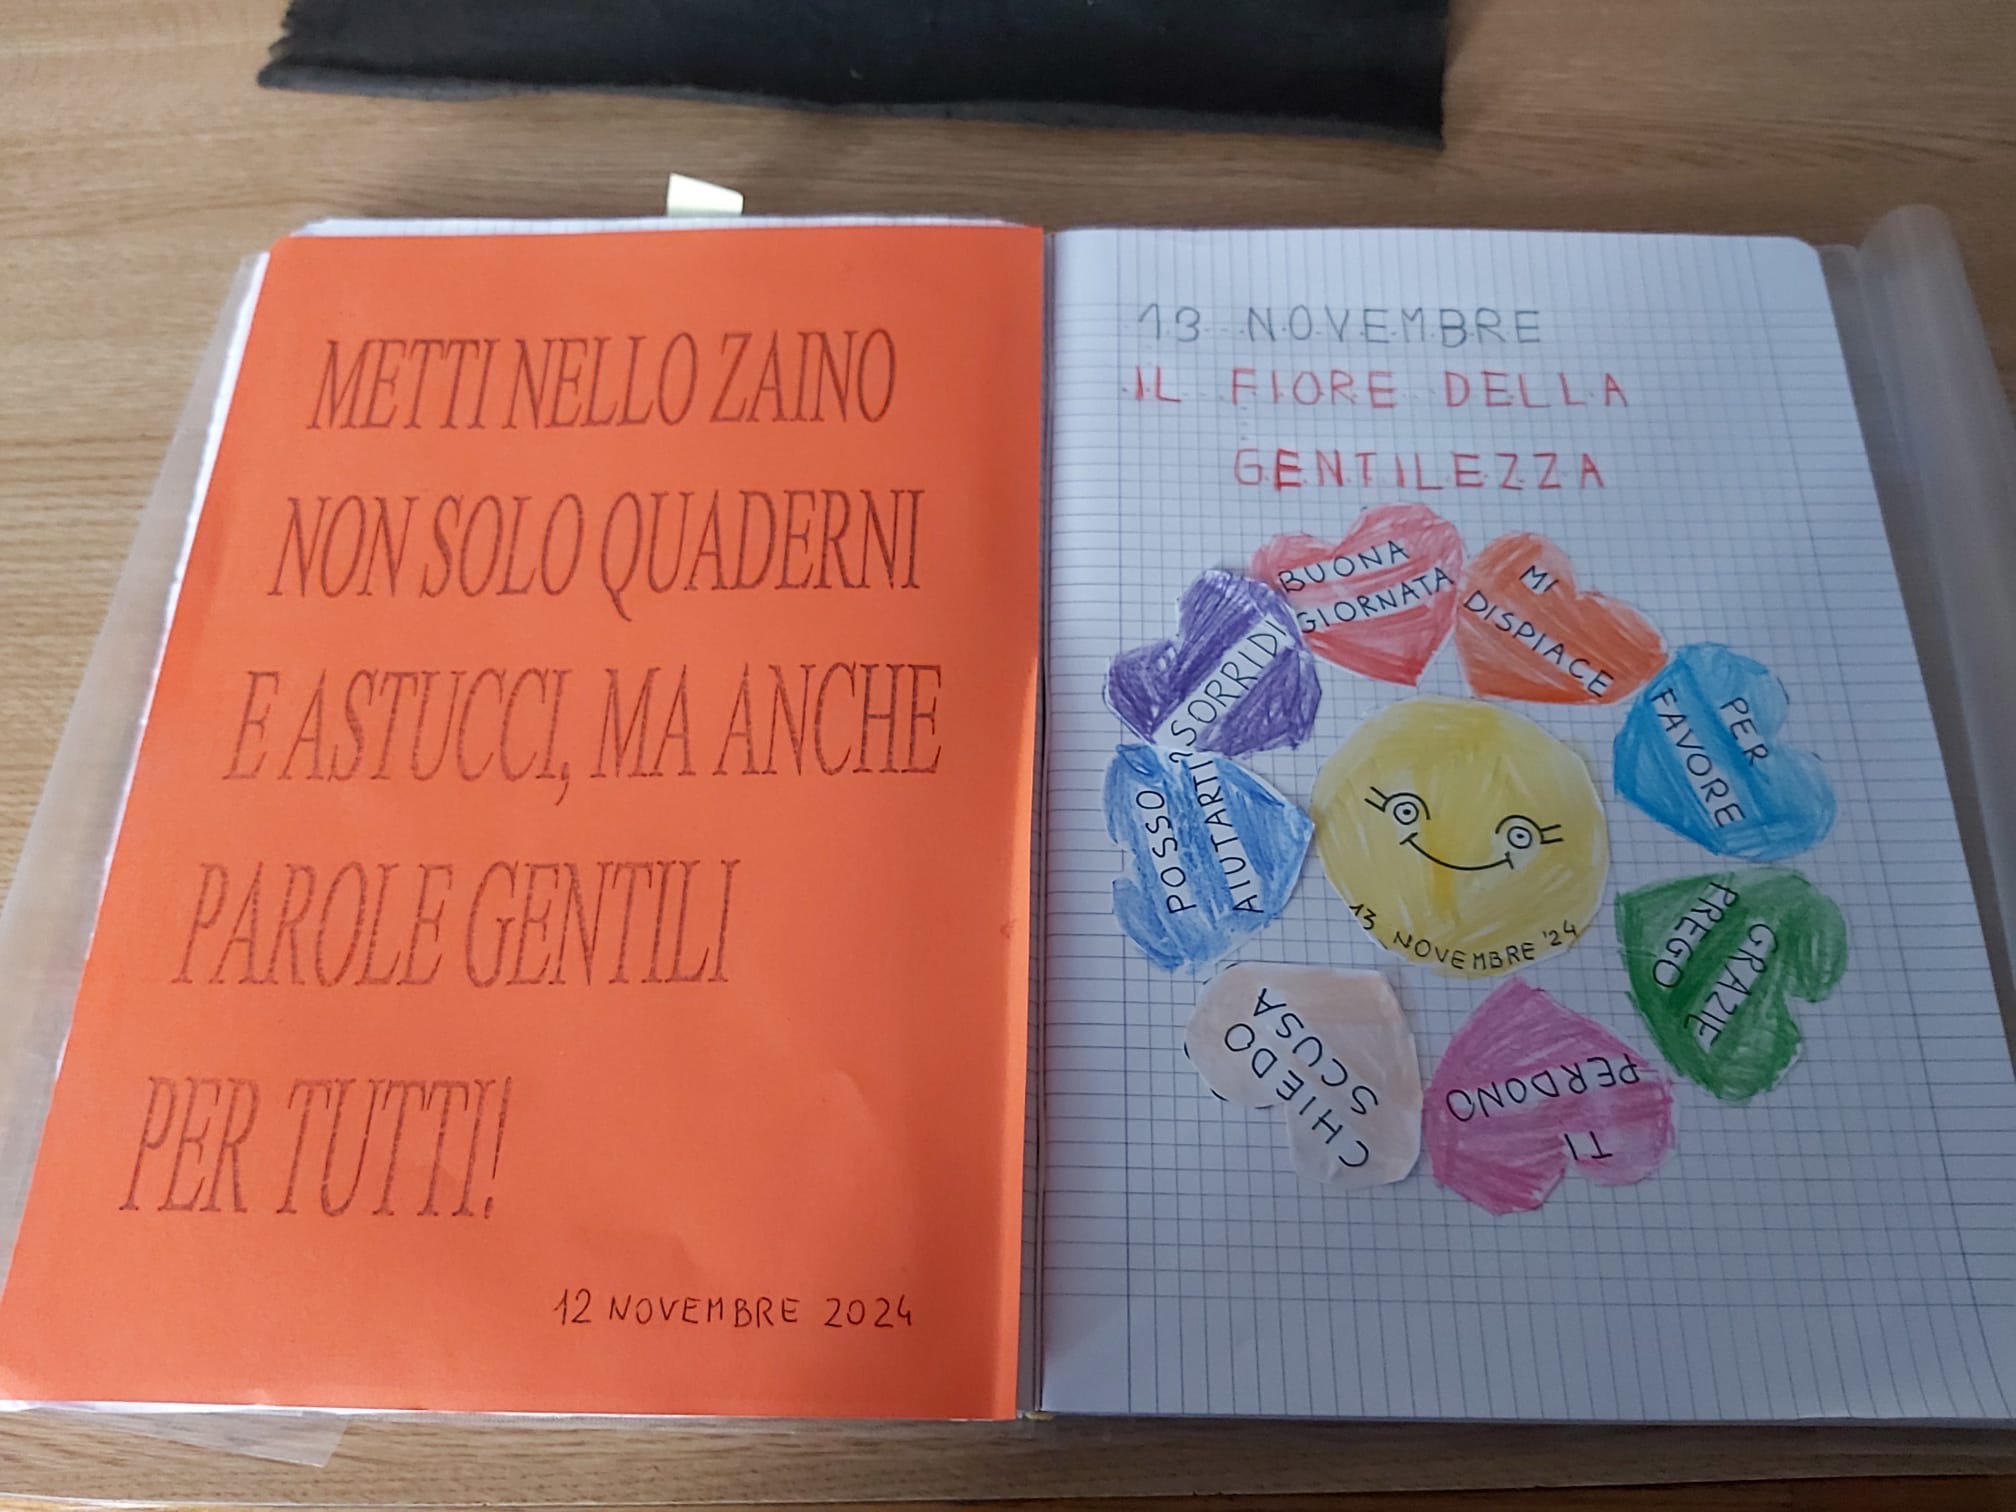 METTI NELLO ZAINO
NON SOLO QUADERNI
E ASTUCCI, MA ANCHE
PAROLE GENTILI
PER TUTTI!
12 NOVEMBRE 2024
13 NOVEMBRE
IL FIORE DELLA
GENTILEZZA
BUONA
GIORNATA
MI
DISPIACE
PER
FAVORE
GRAZIE
PREGO
TI
PERDONO
CHIEDO
SCUSA
POSSO
AIUTARTI?
SORRIDI
13 NOVEMBRE '24